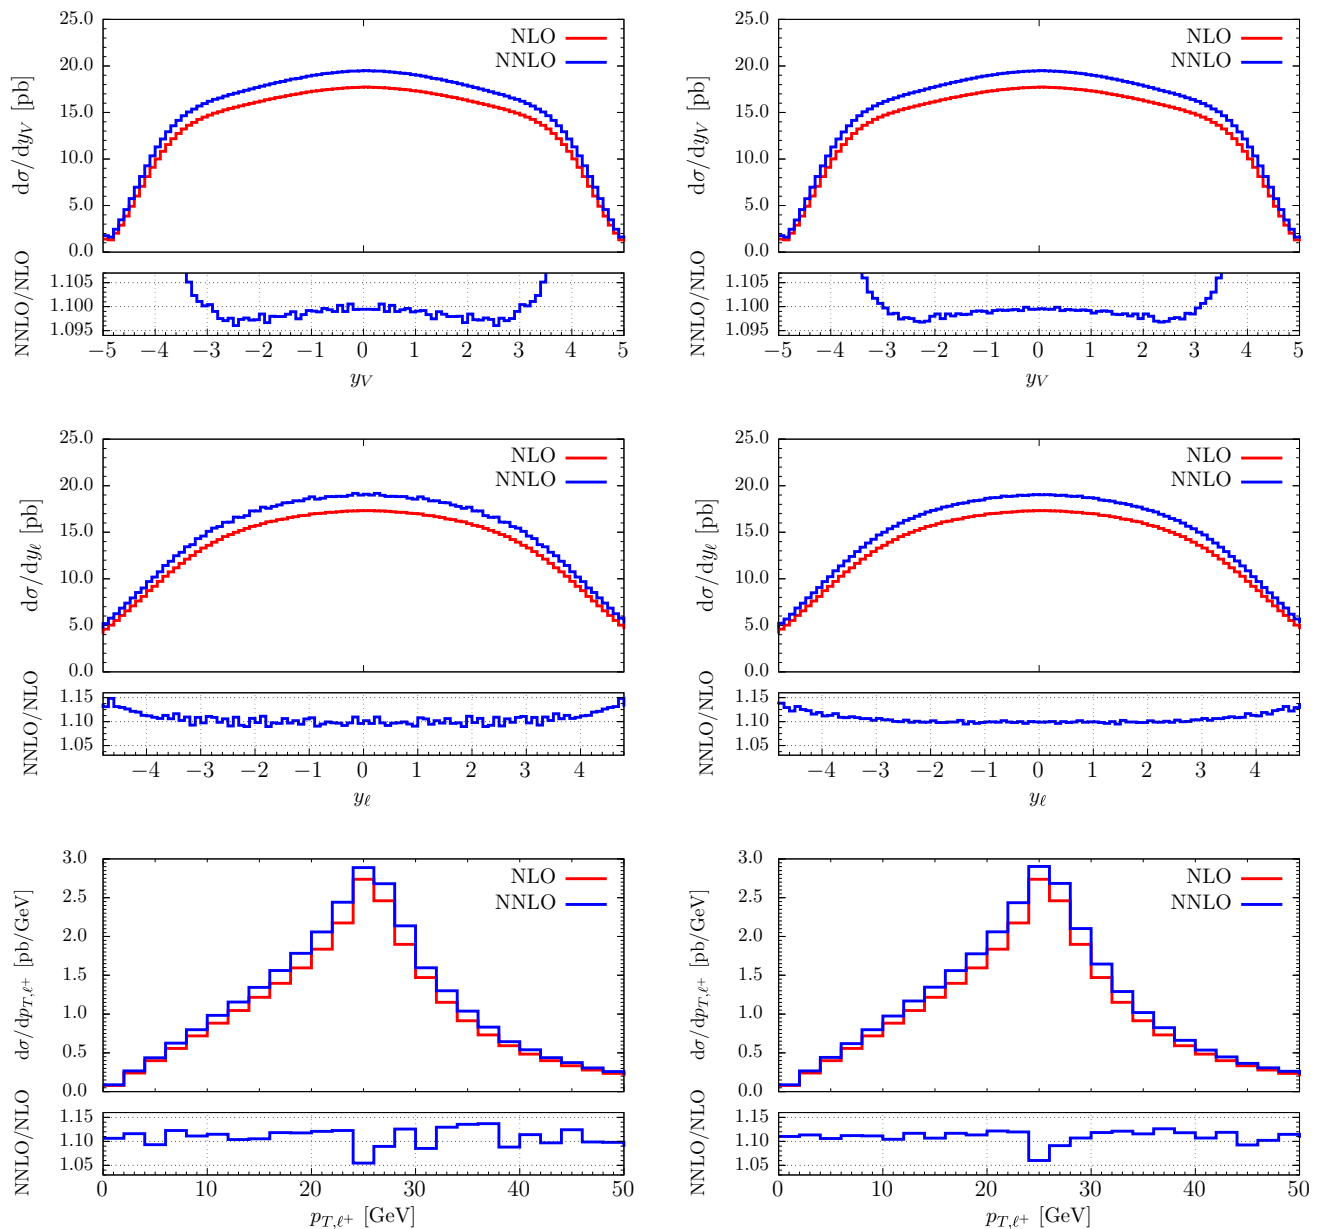 25.0
20.0
15.0
10.0
5.0
0.0
dσ/dy_V [pb]
NLO
NNLO
1.105
1.100
1.095
NNLO/NLO
−5 −4 −3 −2 −1 0 1 2 3 4 5
y_V
25.0
20.0
15.0
10.0
5.0
0.0
dσ/dy_V [pb]
NLO
NNLO
1.105
1.100
1.095
NNLO/NLO
−5 −4 −3 −2 −1 0 1 2 3 4 5
y_V
25.0
20.0
15.0
10.0
5.0
0.0
dσ/dy_ℓ [pb]
NLO
NNLO
1.15
1.10
1.05
NNLO/NLO
−4 −3 −2 −1 0 1 2 3 4
y_ℓ
25.0
20.0
15.0
10.0
5.0
0.0
dσ/dy_ℓ [pb]
NLO
NNLO
1.15
1.10
1.05
NNLO/NLO
−4 −3 −2 −1 0 1 2 3 4
y_ℓ
3.0
2.5
2.0
1.5
1.0
0.5
0.0
dσ/dp_{T,ℓ+} [pb/GeV]
NLO
NNLO
1.15
1.10
1.05
NNLO/NLO
0 10 20 30 40 50
p_{T,ℓ+} [GeV]
3.0
2.5
2.0
1.5
1.0
0.5
0.0
dσ/dp_{T,ℓ+} [pb/GeV]
NLO
NNLO
1.15
1.10
1.05
NNLO/NLO
0 10 20 30 40 50
p_{T,ℓ+} [GeV]